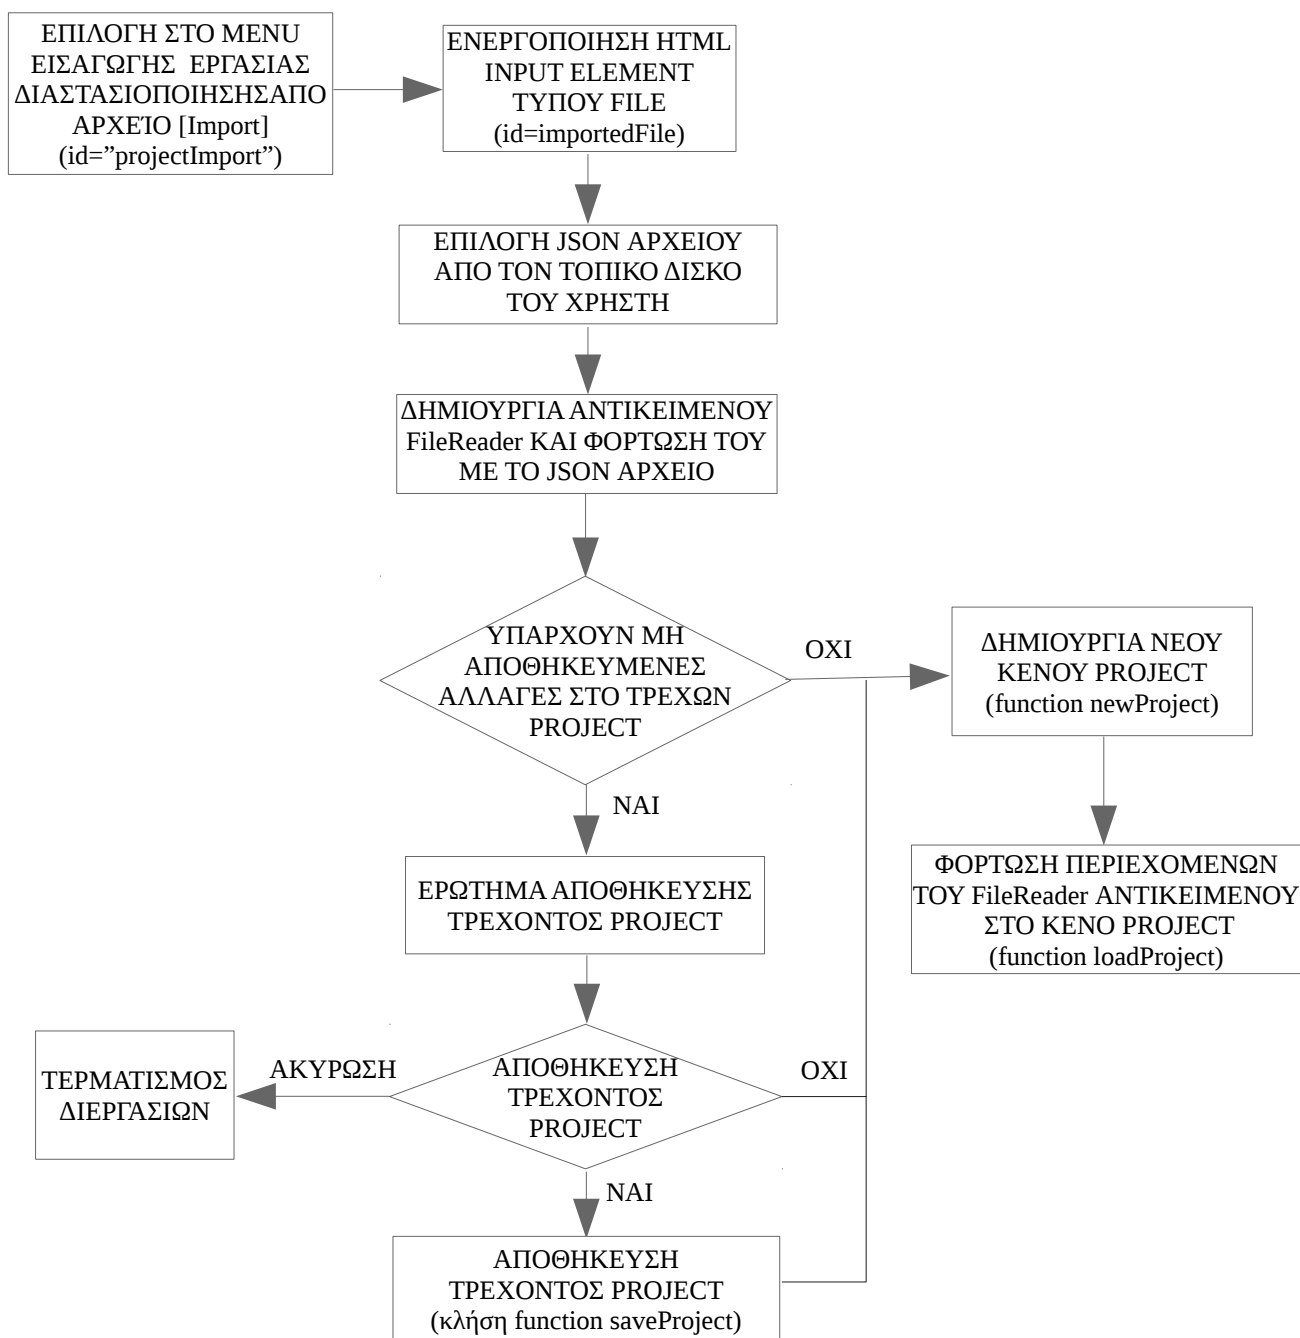 ΕΠΙΛΟΓΗ ΣΤΟ MENU
ΕΙΣΑΓΩΓΗΣ ΕΡΓΑΣΙΑΣ
ΔΙΑΣΤΑΣΙΟΠΟΙΗΣΗΣΑΠΟ
ΑΡΧΕΊΟ [Import]
(id=”projectImport”)
ΕΝΕΡΓΟΠΟΙΗΣΗ HTML
INPUT ELEMENT
ΤΥΠΟΥ FILE
(id=importedFile)
ΕΠΙΛΟΓΗ JSON ΑΡΧΕΙΟΥ
ΑΠΟ ΤΟΝ ΤΟΠΙΚΟ ΔΙΣΚΟ
ΤΟΥ ΧΡΗΣΤΗ
ΔΗΜΙΟΥΡΓΙΑ ΑΝΤΙΚΕΙΜΕΝΟΥ
FileReader ΚΑΙ ΦΟΡΤΩΣΗ ΤΟΥ
ΜΕ ΤΟ JSON ΑΡΧΕΙΟ
ΥΠΑΡΧΟΥΝ ΜΗ
ΑΠΟΘΗΚΕΥΜΕΝΕΣ
ΑΛΛΑΓΕΣ ΣΤΟ ΤΡΕΧΩΝ
PROJECT
ΟΧΙ
ΔΗΜΙΟΥΡΓΙΑ ΝΕΟΥ
ΚΕΝΟΥ PROJECT
(function newProject)
ΝΑΙ
ΕΡΩΤΗΜΑ ΑΠΟΘΗΚΕΥΣΗΣ
ΤΡΕΧΟΝΤΟΣ PROJECT
ΦΟΡΤΩΣΗ ΠΕΡΙΕΧΟΜΕΝΩΝ
ΤΟΥ FileReader ΑΝΤΙΚΕΙΜΕΝΟΥ
ΣΤΟ ΚΕΝΟ PROJECT
(function loadProject)
ΤΕΡΜΑΤΙΣΜΟΣ
ΔΙΕΡΓΑΣΙΩΝ
ΑΚΥΡΩΣΗ
ΑΠΟΘΗΚΕΥΣΗ
ΤΡΕΧΟΝΤΟΣ
PROJECT
ΟΧΙ
ΝΑΙ
ΑΠΟΘΗΚΕΥΣΗ
ΤΡΕΧΟΝΤΟΣ PROJECT
(κλήση function saveProject)